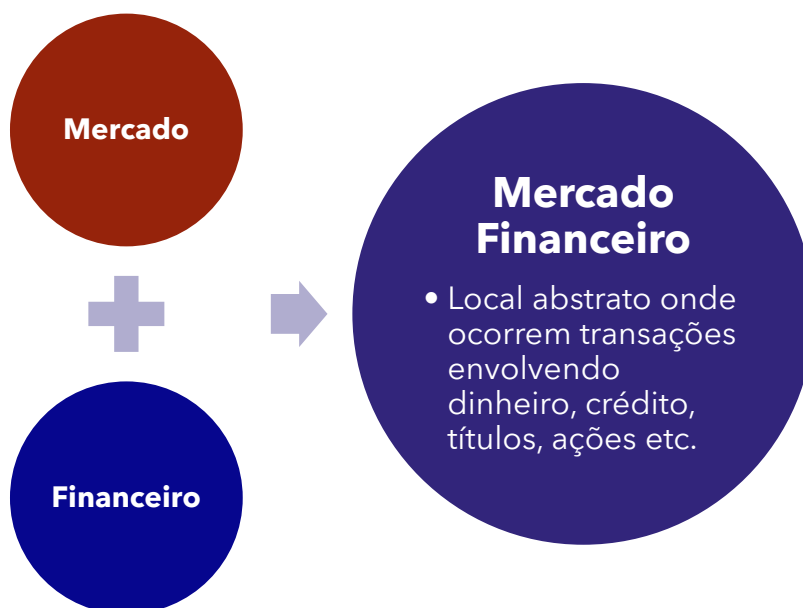 Mercado
Financeiro
Mercado
Financeiro
• Local abstrato onde
ocorrem transações
envolvendo
dinheiro, crédito,
títulos, ações etc.